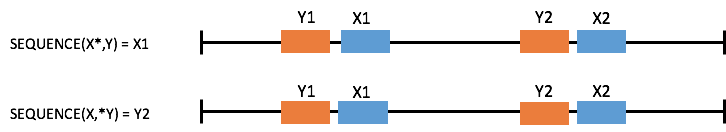 Y1 X1 Y2 X2
SEQUENCE(X*,Y) = X1
Y1 X1 Y2 X2
SEQUENCE(X,*Y) = Y2